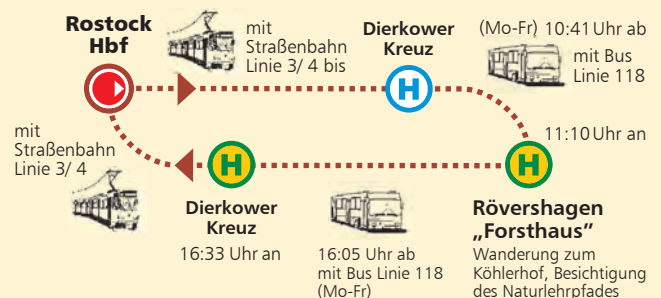 Rostock
Hbf
mit
Straßenbahn
Linie 3/ 4 bis
Dierkower
Kreuz
H
(Mo-Fr) 10:41 Uhr ab
mit Bus
Linie 118
11:10 Uhr an
H
Rövershagen
„Forsthaus”
Wanderung zum
Köhlerhof, Besichtigung
des Naturlehrpfades
16:05 Uhr ab
mit Bus Linie 118
(Mo-Fr)
H
Dierkower
Kreuz
16:33 Uhr an
mit
Straßenbahn
Linie 3/ 4